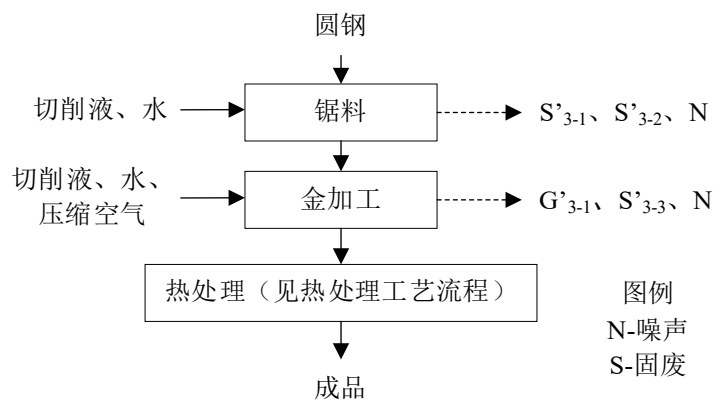 圆钢
切削液、水
锯料
S’3-1、S’3-2、N
切削液、水、
压缩空气
金加工
G’3-1、S’3-3、N
热处理（见热处理工艺流程）
图例
N-噪声
S-固废
成品